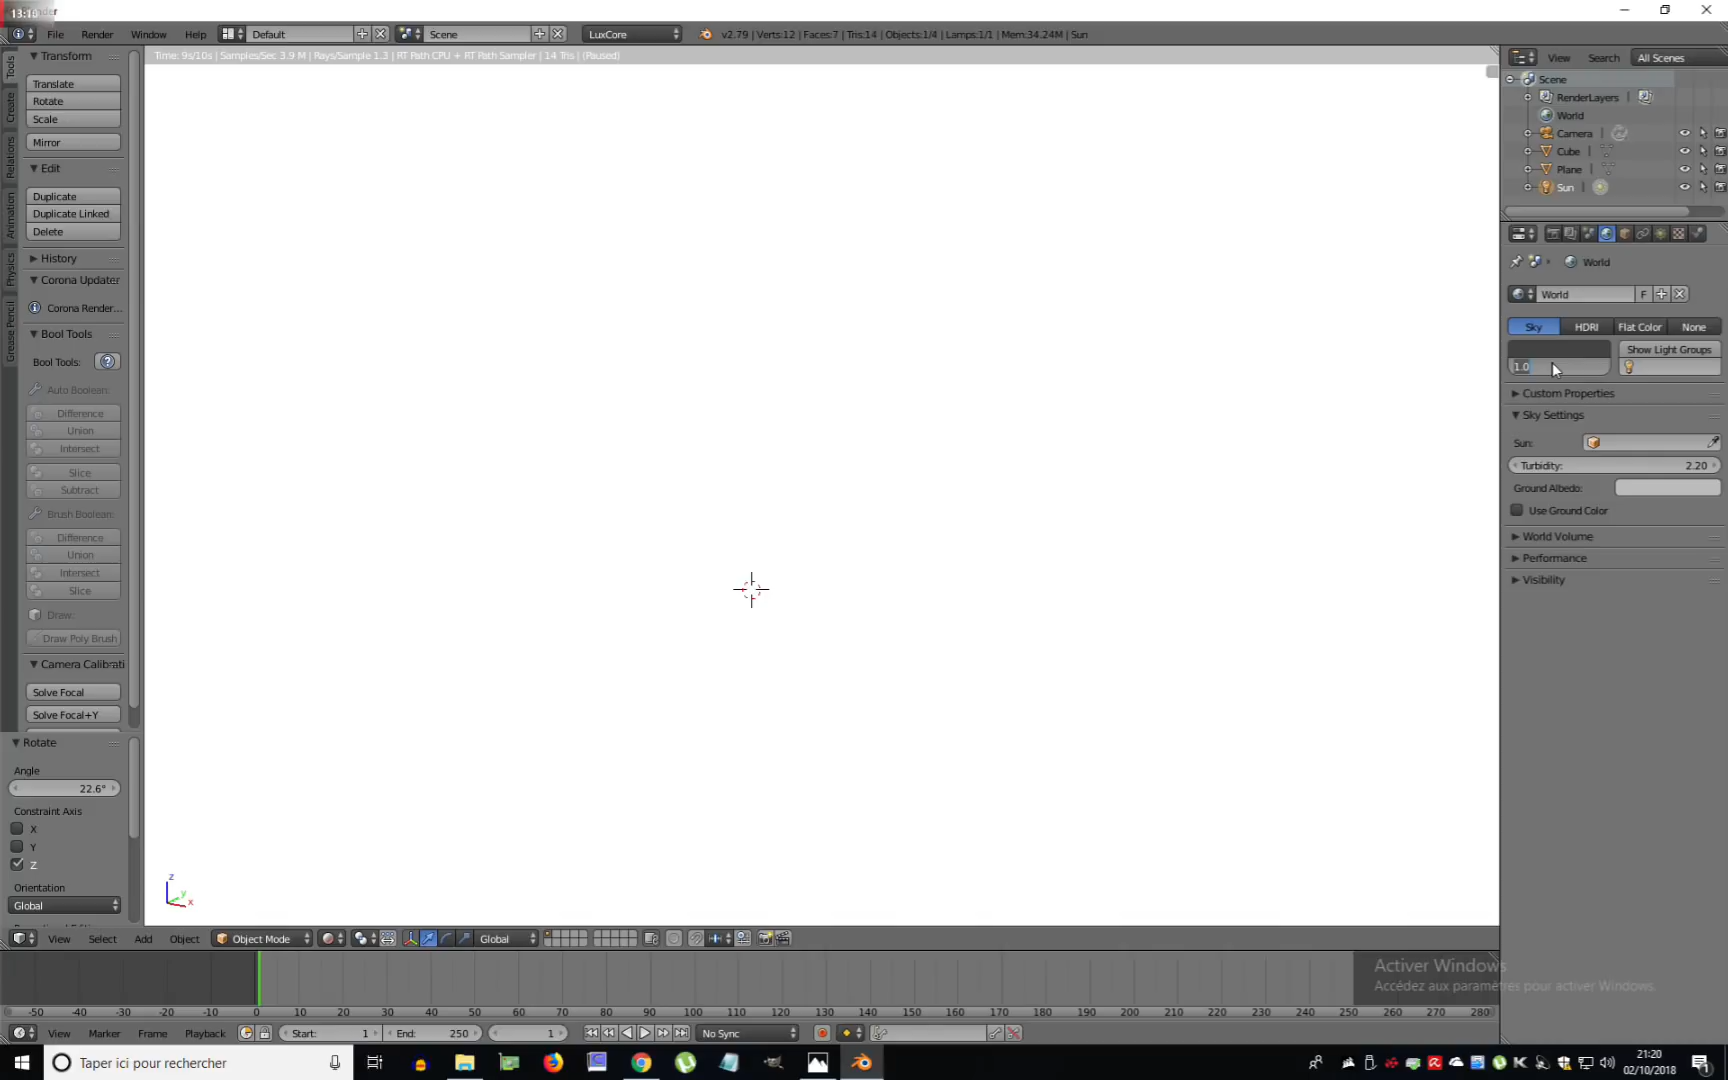 13:10
File Render Window Help Default Scene LuxCore v2.79 | Verts:12 | Faces:7 | Tris:14 | Objects:1/4 | Lamps:1/1 | Mem:34.24M | Sun
Time: 9s/10s | Samples/Sec 3.9 M | Rays/Sample 1.3 | RT Path CPU + RT Path Sampler | 14 Tris | (Paused)
Tools
Create
Relations
Animation
Physics
Grease Pencil
Transform
Translate
Rotate
Scale
Mirror
Edit
Duplicate
Duplicate Linked
Delete
History
Corona Updater
Corona Render...
Bool Tools
Bool Tools:
Auto Boolean:
Difference
Union
Intersect
Slice
Subtract
Brush Boolean:
Difference
Union
Intersect
Slice
Draw:
Draw Poly Brush
Camera Calibrati
Solve Focal
Solve Focal+Y
Rotate
Angle
22.6°
Constraint Axis
X
Y
Z
Orientation
Global
z
y
x
View Search All Scenes
Scene
RenderLayers
World
Camera
Cube
Plane
Sun
World
World F
Sky HDRI Flat Color None
Show Light Groups
1.0
Custom Properties
Sky Settings
Sun:
Turbidity: 2.20
Ground Albedo:
Use Ground Color
World Volume
Performance
Visibility
View Select Add Object Object Mode Global
Activer Windows
Accédez aux paramètres pour activer Windows.
-50 -40 -30 -20 -10 0 10 20 30 40 50 60 70 80 90 100 110 120 130 140 150 160 170 180 190 200 210 220 230 240 250 260 270 280
View Marker Frame Playback Start: 1 End: 250 1 No Sync
Taper ici pour rechercher
21:20
02/10/2018